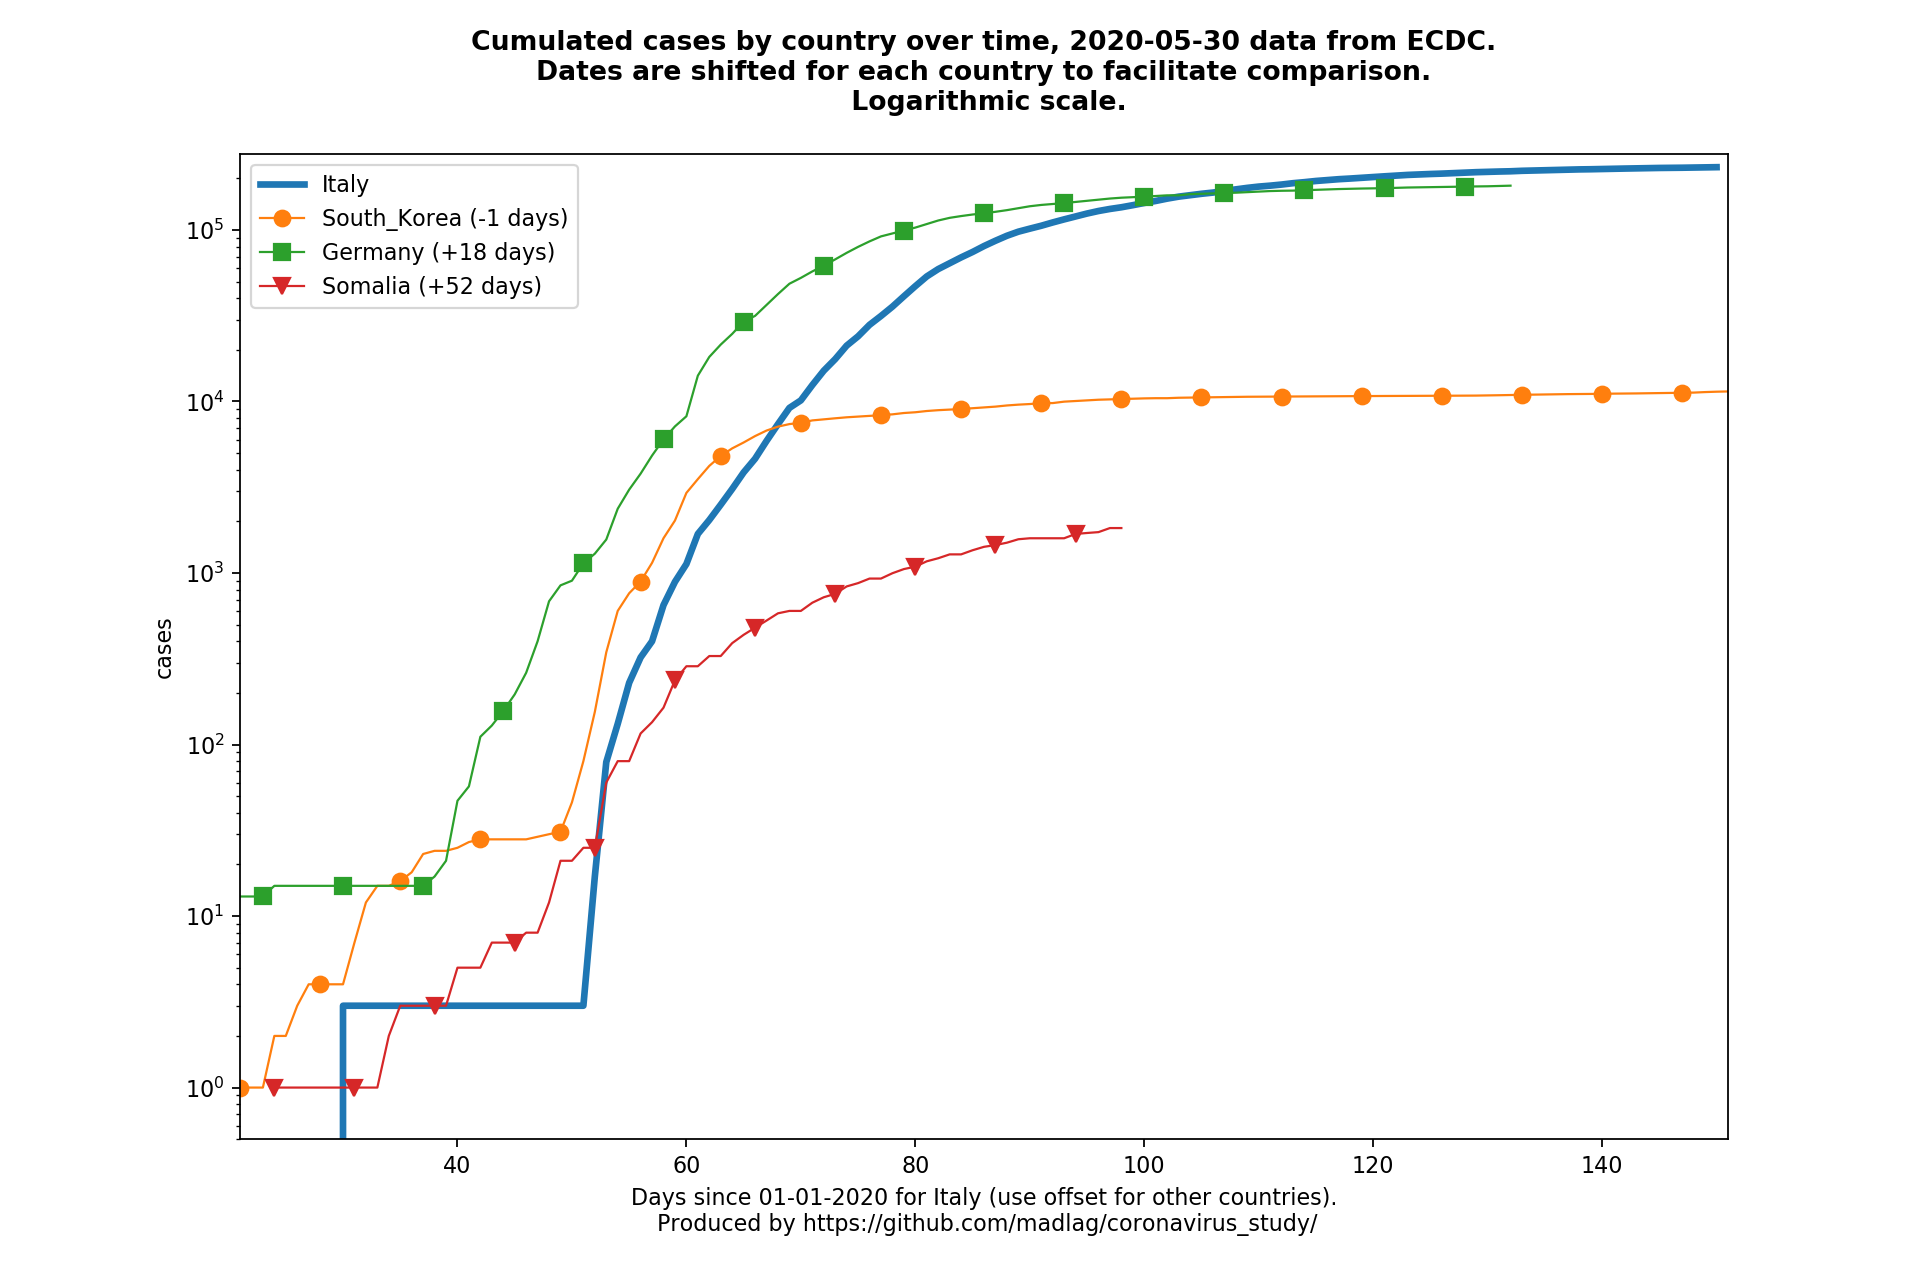 Cumulated cases by country over time, 2020-05-30 data from ECDC.
Dates are shifted for each country to facilitate comparison.
Logarithmic scale.
Italy
South_Korea (-1 days)
Germany (+18 days)
Somalia (+52 days)
10^5
10^4
10^3
10^2
10^1
10^0
cases
40 60 80 100 120 140
Days since 01-01-2020 for Italy (use offset for other countries).
Produced by https://github.com/madlag/coronavirus_study/